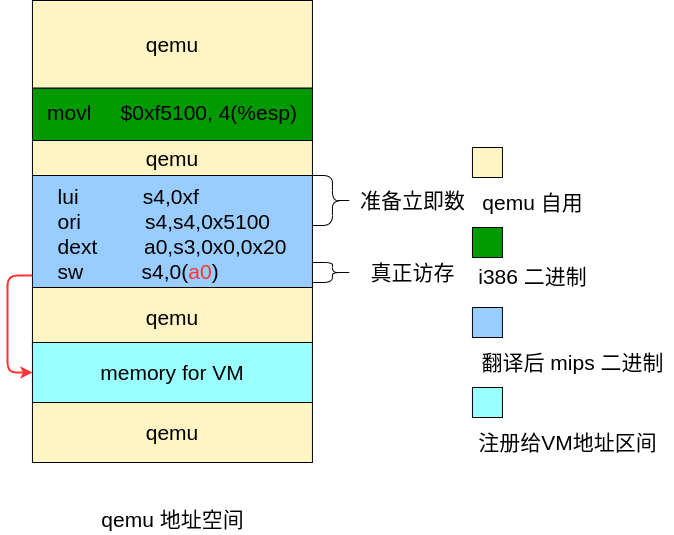 qemu
movl $0xf5100, 4(%esp)
qemu
lui s4,0xf
ori s4,s4,0x5100
dext a0,s3,0x0,0x20
sw s4,0(a0)
准备立即数
真正访存
qemu
memory for VM
qemu
qemu 自用
i386 二进制
翻译后 mips 二进制
注册给VM地址区间
qemu 地址空间